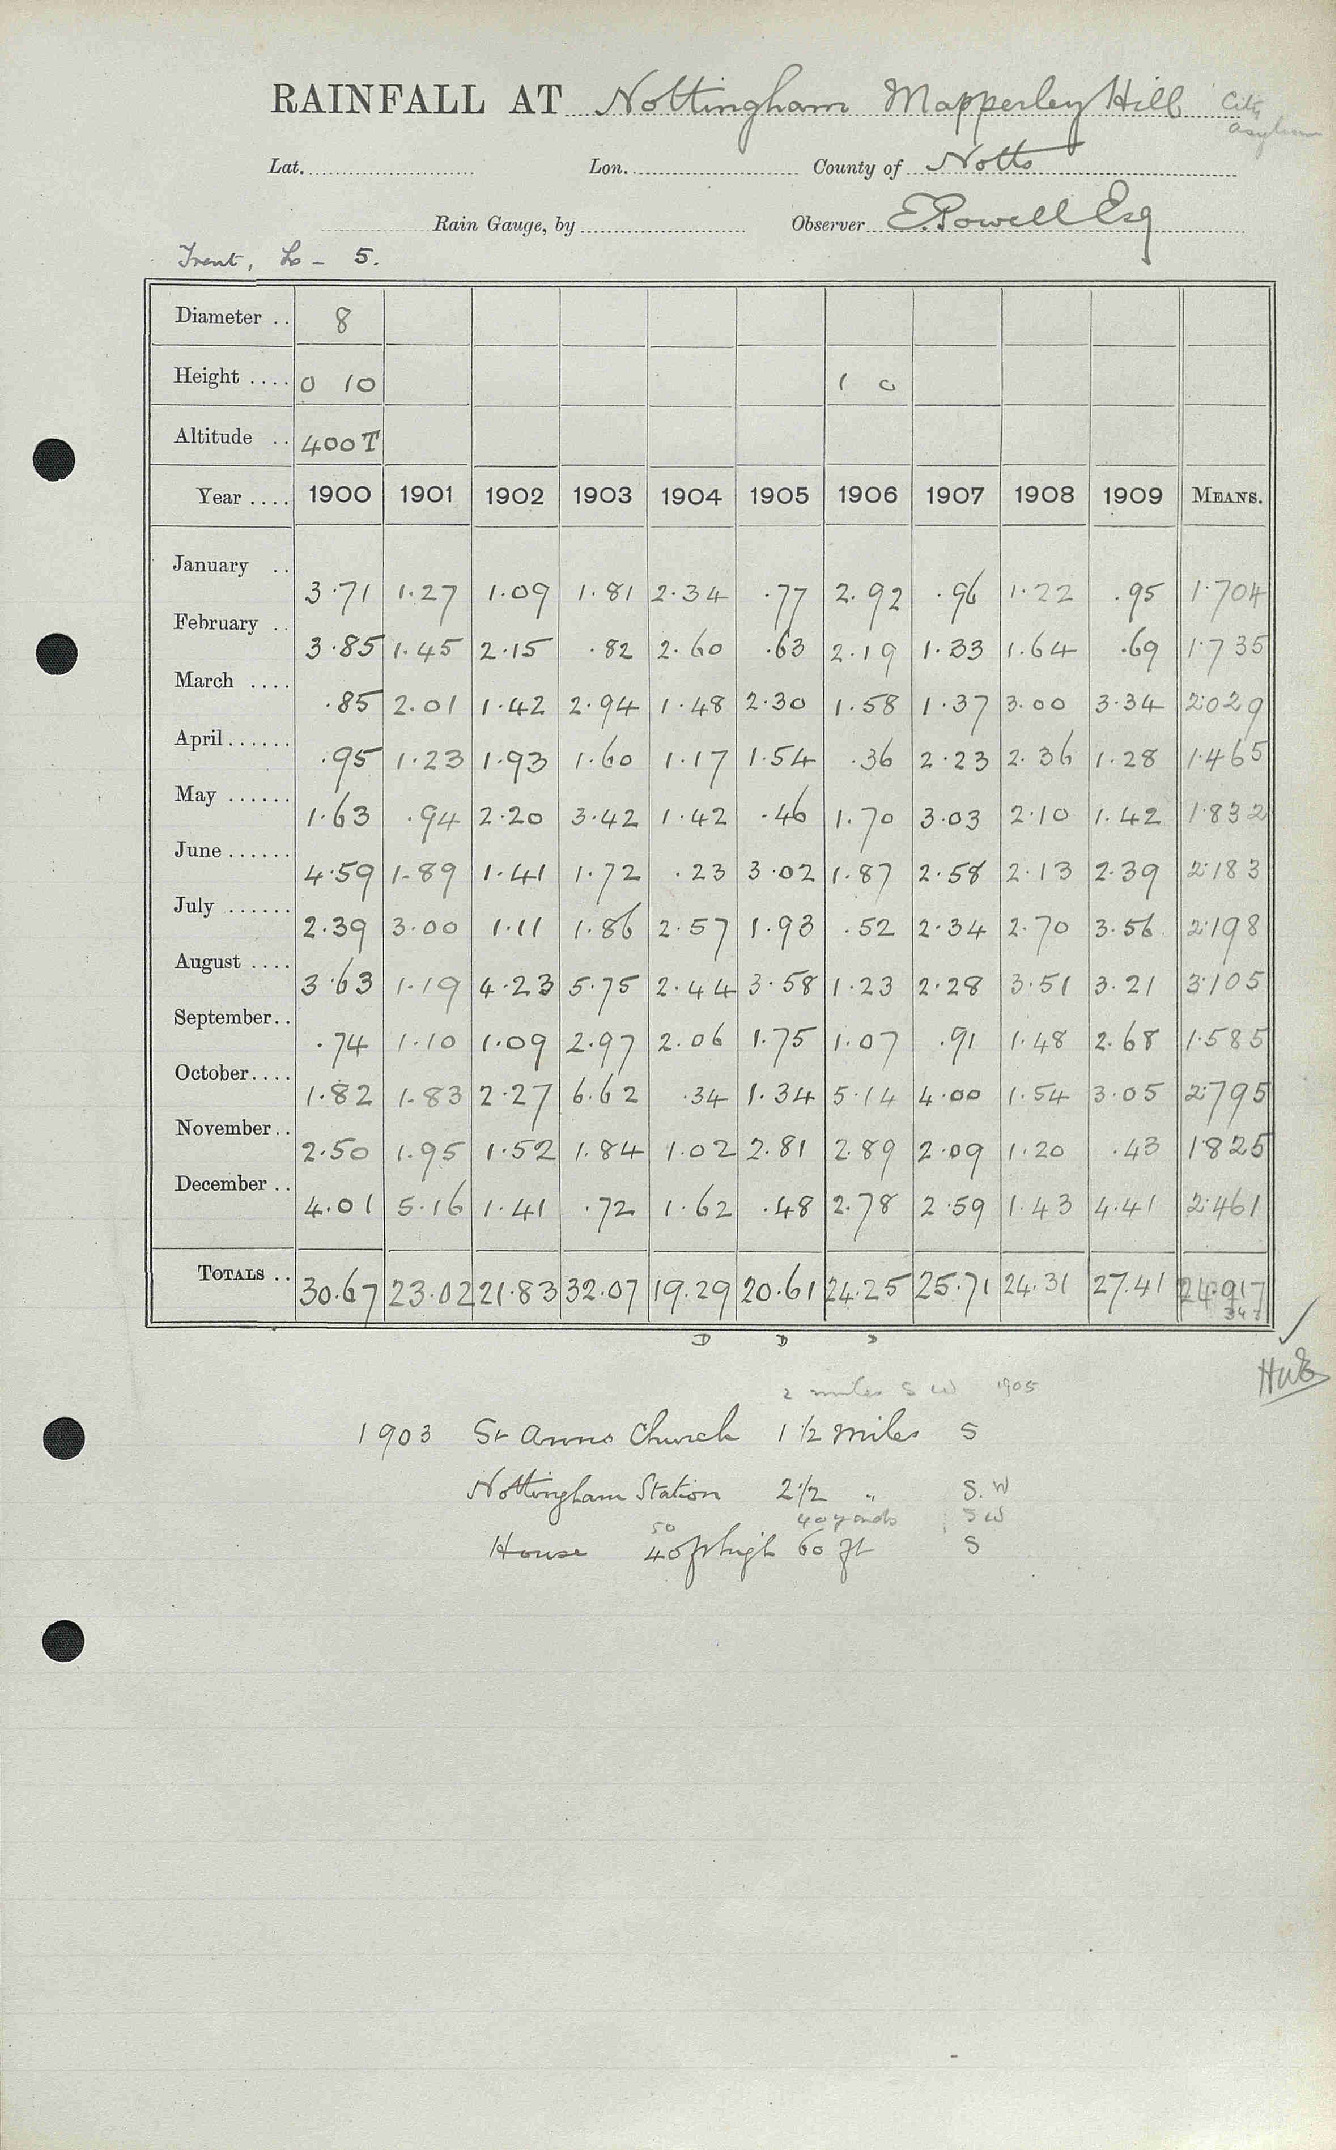 RAINFALL AT Nottingham Mapperley Hill City Asylum
Lat. Lon. County of Notts
Rain Gauge, by Observer E. Powell Esq
Trent, 5.
Diameter .. 8
Height .... 0 10 1 0
Altitude .. 400 T
Year .... 1900 1901 1902 1903 1904 1905 1906 1907 1908 1909 MEANS.
January .. 3.71 1.27 1.09 1.81 2.34 .77 2.92 .96 1.22 .95 1.704
February .. 3.85 1.45 2.15 .82 2.60 .63 2.19 1.33 1.64 .69 1.735
March .... .85 2.01 1.42 2.94 1.48 2.30 1.58 1.37 3.00 3.34 2.029
April...... .95 1.23 1.93 1.60 1.17 1.54 .36 2.23 2.36 1.28 1.465
May ...... 1.63 .94 2.20 3.42 1.42 .46 1.70 3.03 2.10 1.42 1.832
June...... 4.59 1.89 1.41 1.72 .23 3.02 1.87 2.58 2.13 2.39 2.183
July ...... 2.39 3.00 1.11 1.86 2.57 1.93 .52 2.34 2.70 3.56 2.198
August .... 3.63 1.19 4.23 5.75 2.44 3.58 1.23 2.28 3.51 3.21 3.105
September.. .74 1.10 1.09 2.97 2.06 1.75 1.07 .91 1.48 2.68 1.585
October.... 1.82 1.83 2.27 6.62 .34 1.34 5.14 4.00 1.54 3.05 2.795
November.. 2.50 1.95 1.52 1.84 1.02 2.81 2.89 2.09 1.20 .43 1.825
December .. 4.01 5.16 1.41 .72 1.62 .48 2.78 2.59 1.43 4.41 2.461
TOTALS .. 30.67 23.02 21.83 32.07 19.29 20.61 24.25 25.71 24.31 27.41 24.917
D D D
2 miles S W 1905
1903 St Anns Church 1 1/2 miles S
Nottingham Station 2 1/2 " S. W
50 40 yards S W
House 40 ft high 60 ft S